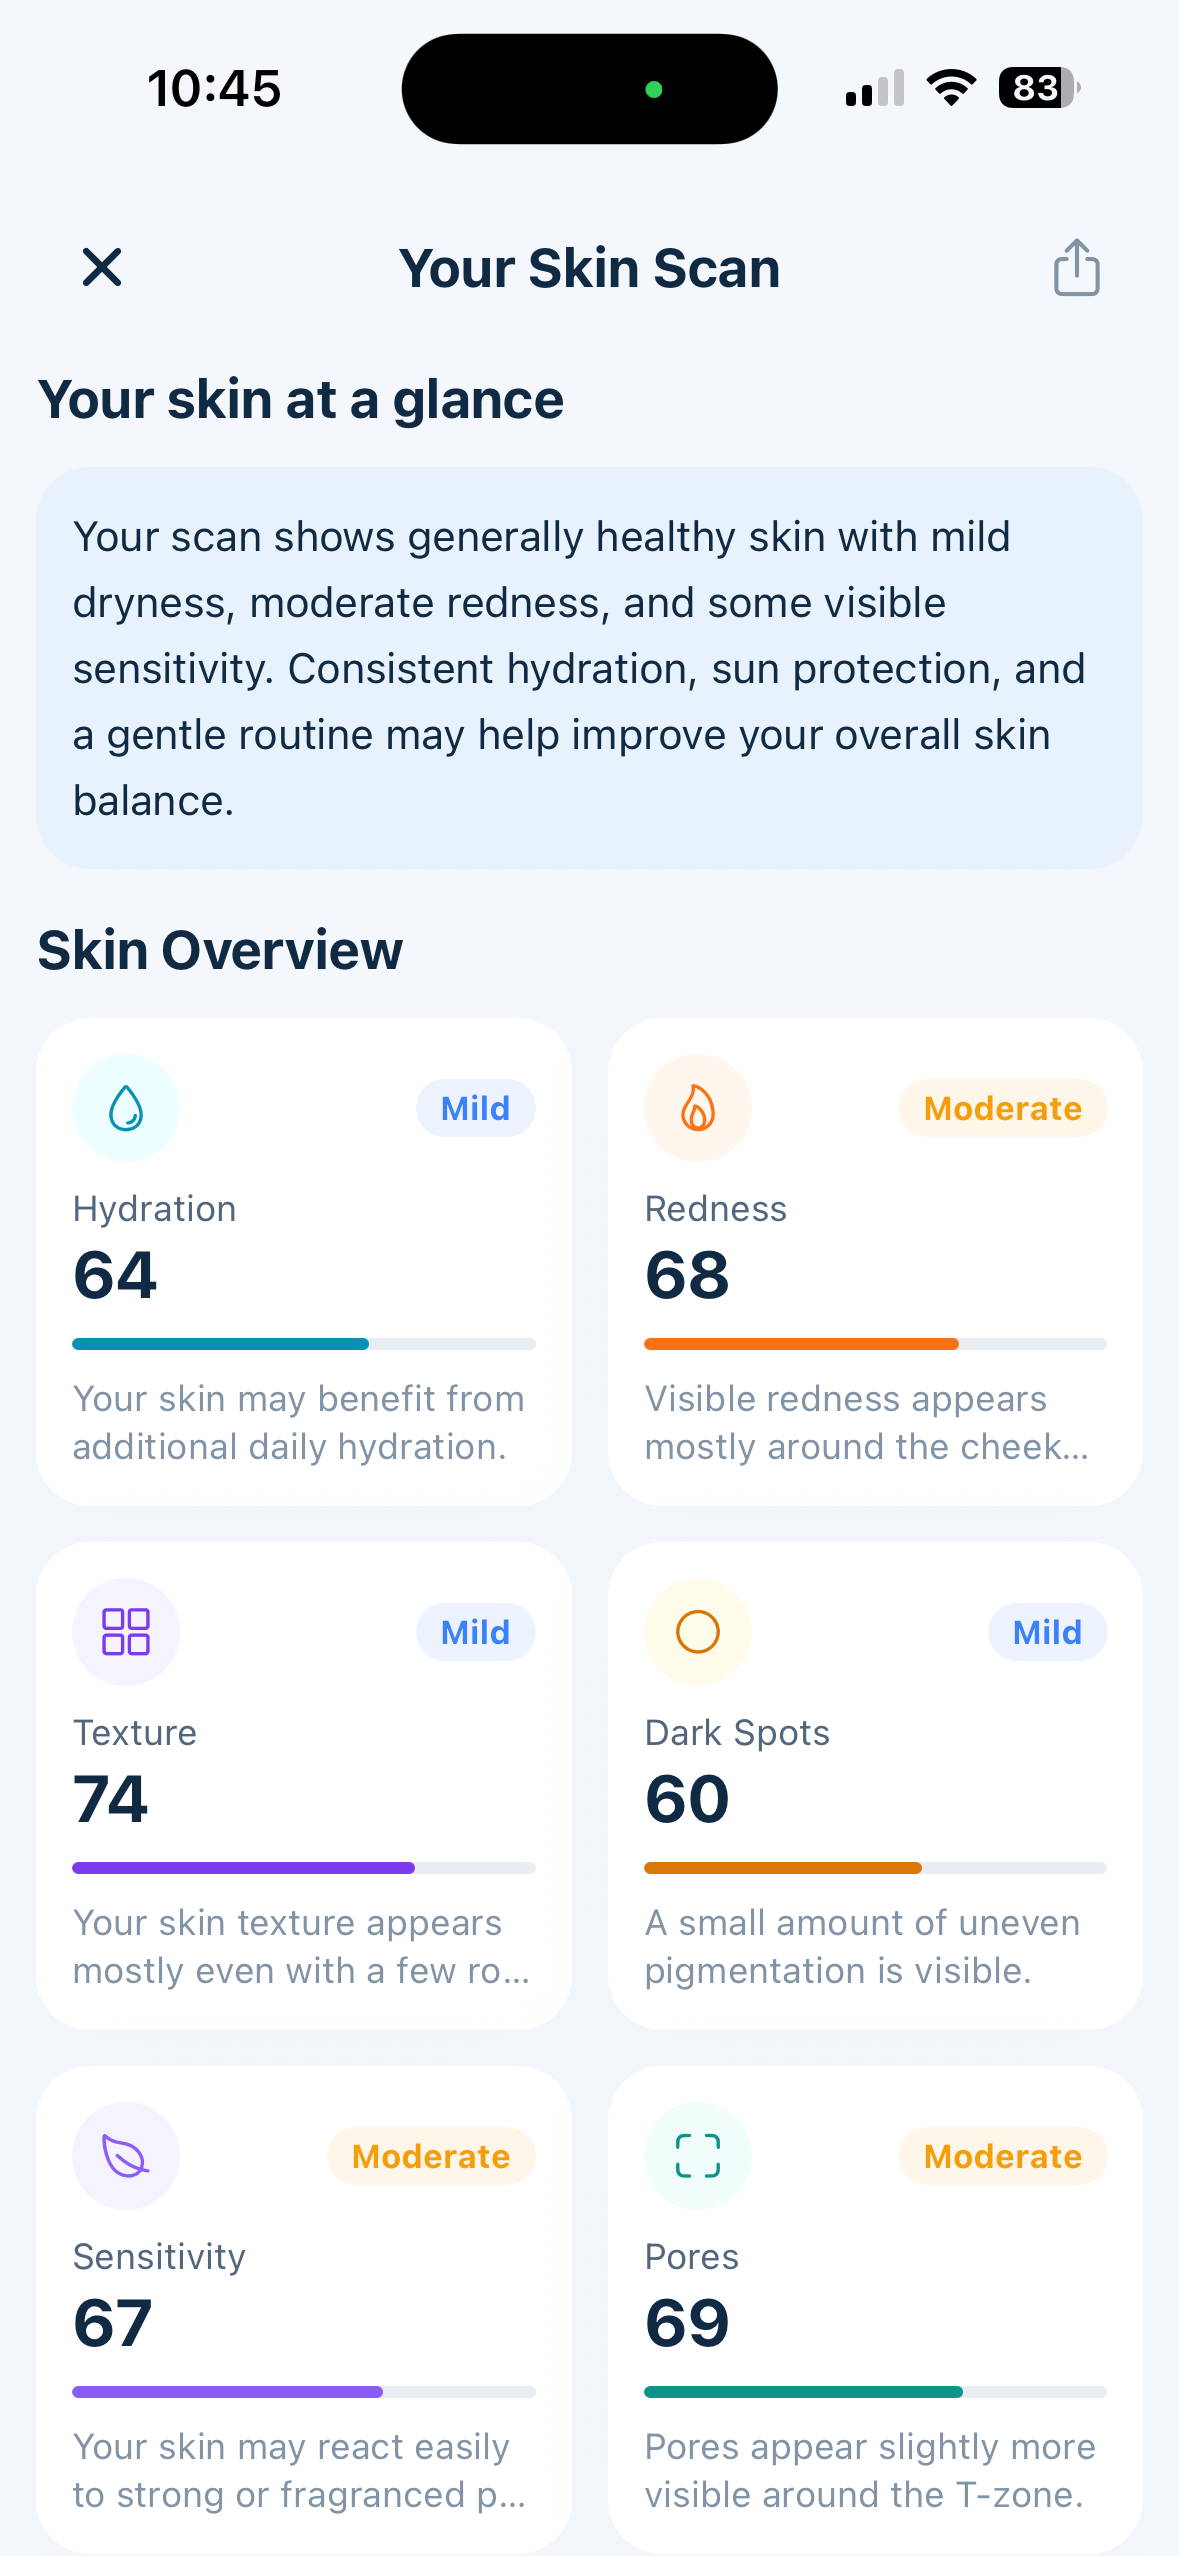 10:45
83
Your Skin Scan
Your skin at a glance
Your scan shows generally healthy skin with mild
dryness, moderate redness, and some visible
sensitivity. Consistent hydration, sun protection, and
a gentle routine may help improve your overall skin
balance.
Skin Overview
Mild
Hydration
64
Your skin may benefit from
additional daily hydration.
Moderate
Redness
68
Visible redness appears
mostly around the cheek...
Mild
Texture
74
Your skin texture appears
mostly even with a few ro...
Mild
Dark Spots
60
A small amount of uneven
pigmentation is visible.
Moderate
Sensitivity
67
Your skin may react easily
to strong or fragranced p...
Moderate
Pores
69
Pores appear slightly more
visible around the T-zone.